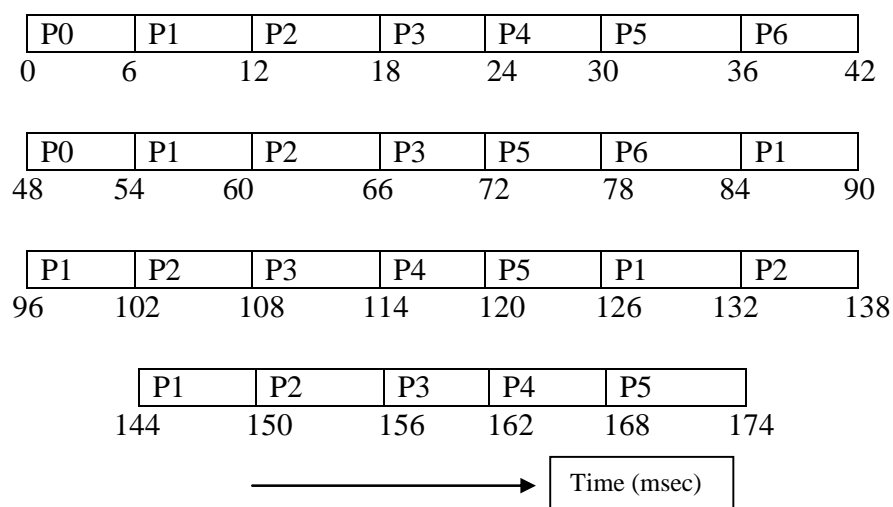 P0 P1 P2 P3 P4 P5 P6
0 6 12 18 24 30 36 42
P0 P1 P2 P3 P5 P6 P1
48 54 60 66 72 78 84 90
P1 P2 P3 P4 P5 P1 P2
96 102 108 114 120 126 132 138
P1 P2 P3 P4 P5
144 150 156 162 168 174
Time (msec)